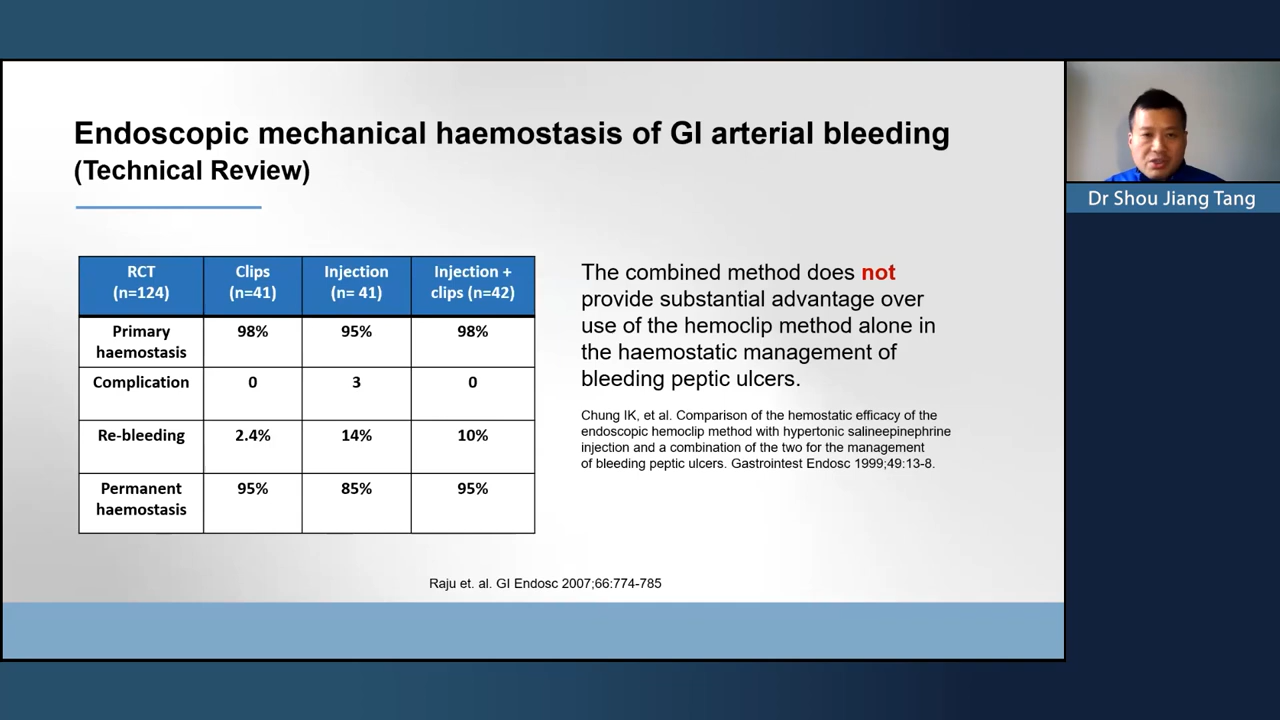 Endoscopic mechanical haemostasis of GI arterial bleeding
(Technical Review)
RCT (n=124) Clips (n=41) Injection (n= 41) Injection + clips (n=42)
Primary haemostasis 98% 95% 98%
Complication 0 3 0
Re-bleeding 2.4% 14% 10%
Permanent haemostasis 95% 85% 95%
The combined method does not
provide substantial advantage over
use of the hemoclip method alone in
the haemostatic management of
bleeding peptic ulcers.
Chung IK, et al. Comparison of the hemostatic efficacy of the
endoscopic hemoclip method with hypertonic salineepinephrine
injection and a combination of the two for the management
of bleeding peptic ulcers. Gastrointest Endosc 1999;49:13-8.
Raju et. al. GI Endosc 2007;66:774-785
Dr Shou Jiang Tang